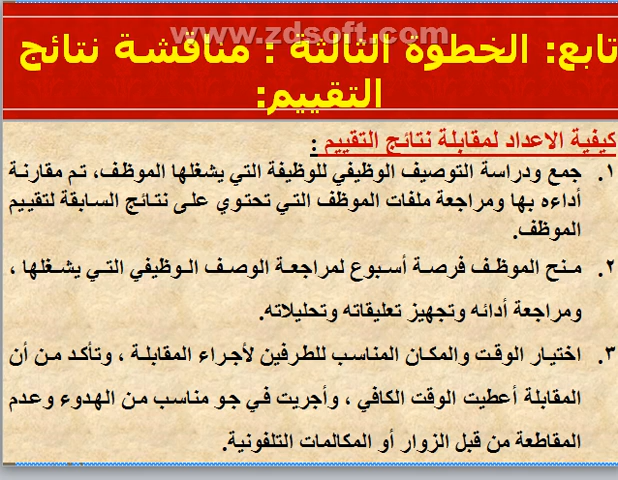 www.zdsoft.com
تابع: الخطوة الثالثة : مناقشة نتائج
التقييم:
كيفية الاعداد لمقابلة نتائج التقييم :
١. جمع ودراسة التوصيف الوظيفي للوظيفة التي يشغلها الموظف، تم مقارنة
أداءه بها ومراجعة ملفات الموظف التي تحتوي على نتائج السابقة لتقييم
الموظف.
٢. منح الموظف فرصة أسبوع لمراجعة الوصف الوظيفي التي يشغلها ،
ومراجعة أدائه وتجهيز تعليقاته وتحليلاته.
٣. اختيار الوقت والمكان المناسب للطرفين لأجراء المقابلة ، وتأكد من أن
المقابلة أعطيت الوقت الكافي ، وأجريت في جو مناسب من الهدوء وعدم
المقاطعة من قبل الزوار أو المكالمات التلفونية.